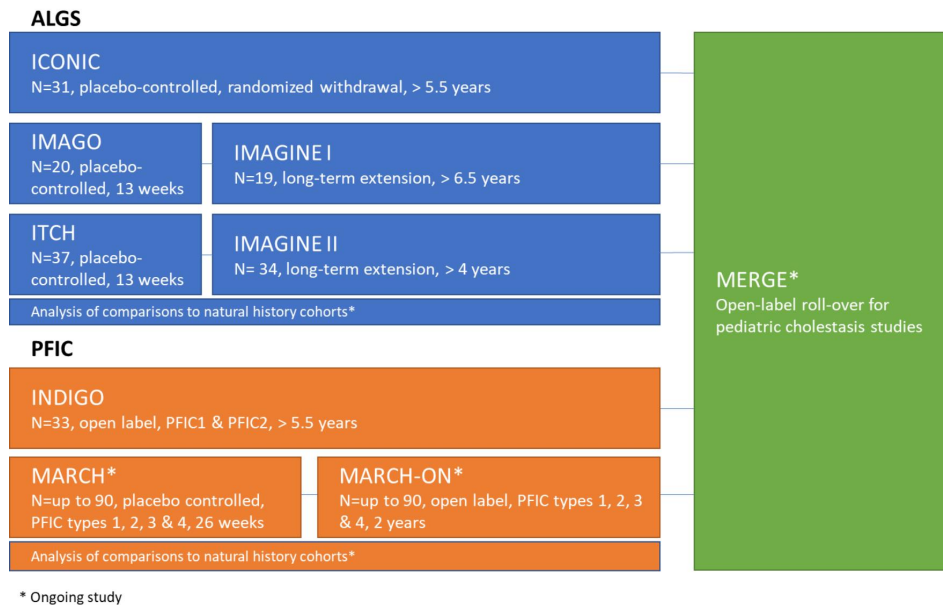 ALGS
ICONIC
N=31, placebo-controlled, randomized withdrawal, > 5.5 years
IMAGO
N=20, placebo-
controlled, 13 weeks
IMAGINE I
N=19, long-term extension, > 6.5 years
ITCH
N=37, placebo-
controlled, 13 weeks
IMAGINE II
N= 34, long-term extension, > 4 years
Analysis of comparisons to natural history cohorts*
PFIC
INDIGO
N=33, open label, PFIC1 & PFIC2, > 5.5 years
MARCH*
N=up to 90, placebo controlled,
PFIC types 1, 2, 3 & 4, 26 weeks
MARCH-ON*
N=up to 90, open label, PFIC types 1, 2, 3
& 4, 2 years
Analysis of comparisons to natural history cohorts*
MERGE*
Open-label roll-over for
pediatric cholestasis studies
* Ongoing study